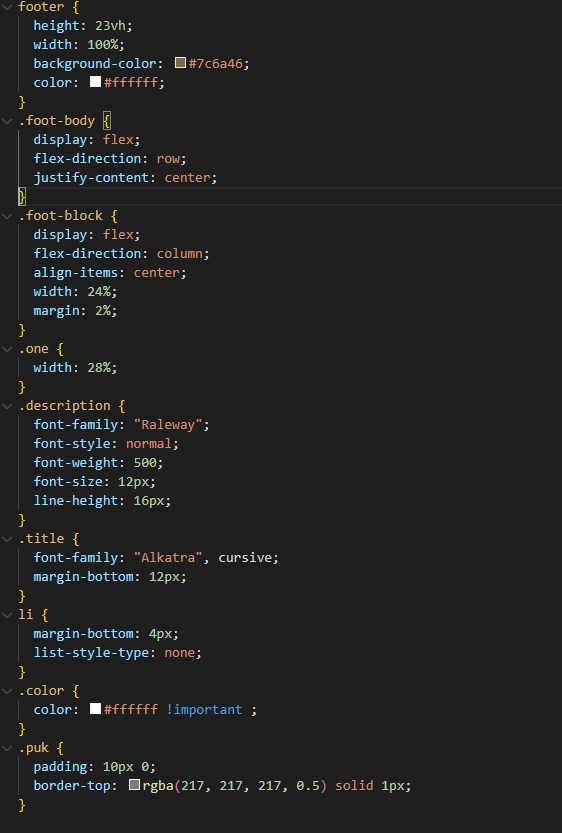 footer {
height: 23vh;
width: 100%;
background-color: #7c6a46;
color: #ffffff;
}
.foot-body {
display: flex;
flex-direction: row;
justify-content: center;
}
.foot-block {
display: flex;
flex-direction: column;
align-items: center;
width: 24%;
margin: 2%;
}
.one {
width: 28%;
}
.description {
font-family: "Raleway";
font-style: normal;
font-weight: 500;
font-size: 12px;
line-height: 16px;
}
.title {
font-family: "Alkatra", cursive;
margin-bottom: 12px;
}
li {
margin-bottom: 4px;
list-style-type: none;
}
.color {
color: #ffffff !important ;
}
.puk {
padding: 10px 0;
border-top: rgba(217, 217, 217, 0.5) solid 1px;
}